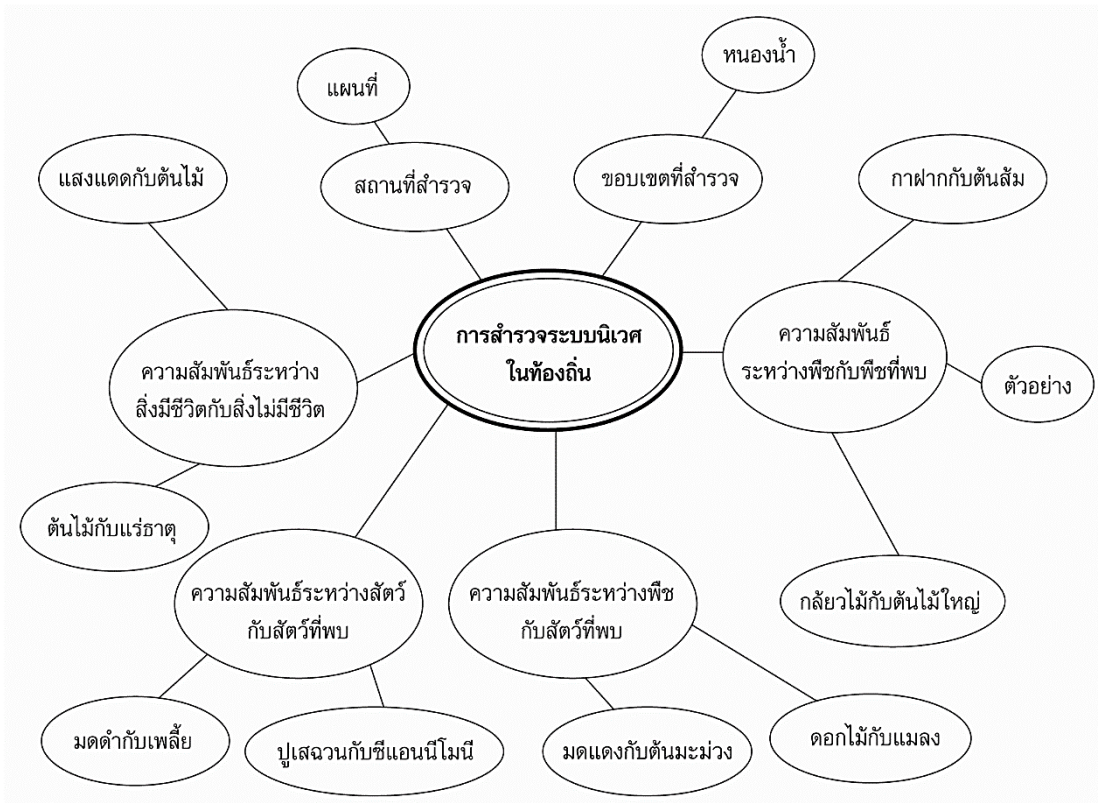 หนองน้ำ
แผนที่
แสงแดดกับต้นไม้
สถานที่สำรวจ
ขอบเขตที่สำรวจ
กาฝากกับต้นส้ม
การสำรวจระบบนิเวศ
ในท้องถิ่น
ความสัมพันธ์
ระหว่างพืชกับพืชที่พบ
ตัวอย่าง
ความสัมพันธ์ระหว่าง
สิ่งมีชีวิตกับสิ่งไม่มีชีวิต
ต้นไม้กับแร่ธาตุ
ความสัมพันธ์ระหว่างสัตว์
กับสัตว์ที่พบ
ความสัมพันธ์ระหว่างพืช
กับสัตว์ที่พบ
กล้ยวไม้กับต้นไม้ใหญ่
มดดำกับเพลี้ย
ปูเสฉวนกับซีแอนนีโมนี
มดแดงกับต้นมะม่วง
ดอกไม้กับแมลง